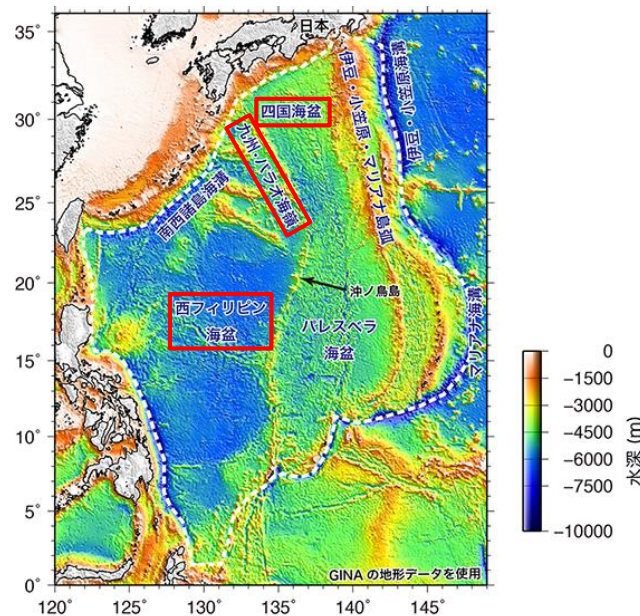 日本
35°
30°
25°
20°
15°
10°
5°
0°
四国海盆
九州・パラオ海嶺
南西諸島海溝
伊豆・小笠原・マリアナ島弧
伊豆・小笠原海溝
沖ノ鳥島
西フィリピン
海盆
パレスベラ
海盆
マリアナ海溝
GINA の地形データを使用
120°
125°
130°
135°
140°
145°
0
−1500
−3000
−4500
−6000
−7500
−10000
水深 (m)